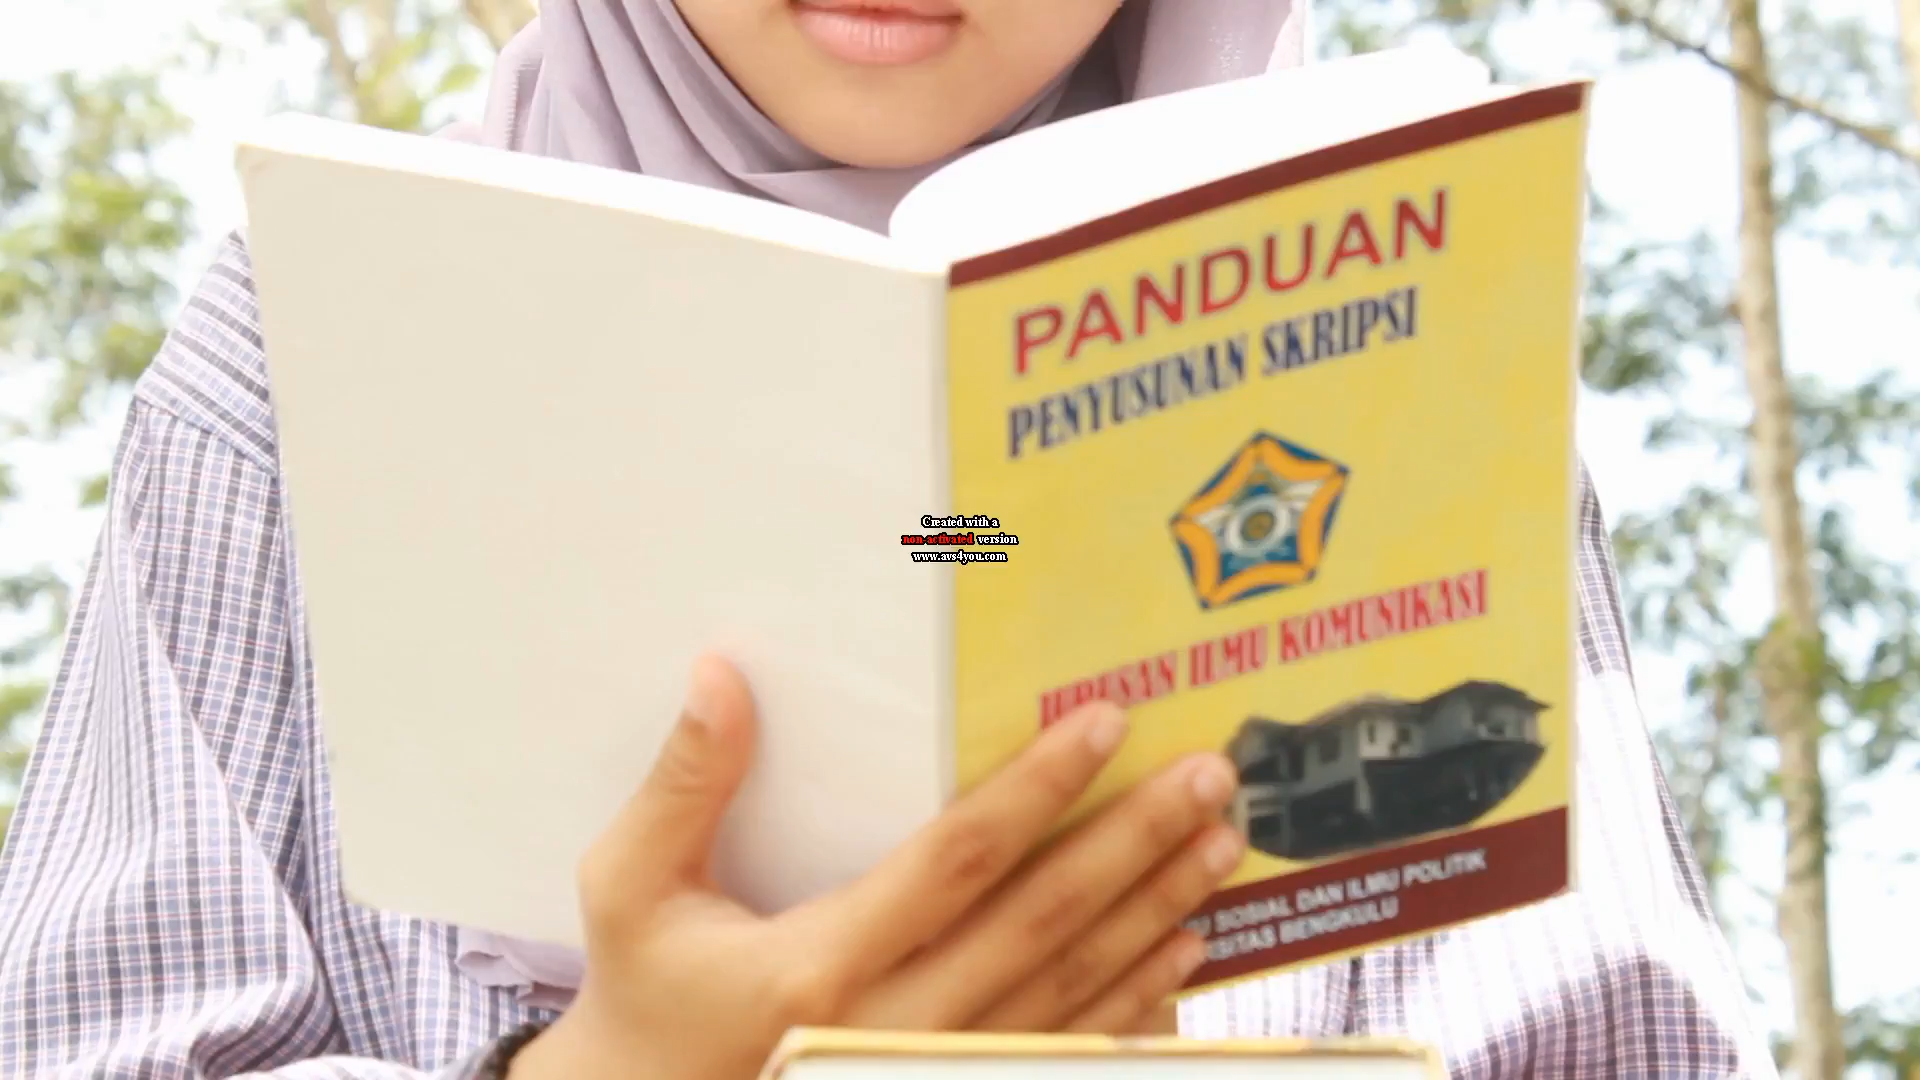 PANDUAN
PENYUSUNAN SKRIPSI
ILMU KOMUNIKASI
SOSIAL DAN ILMU POLITIK
BENGKULU
Created with a
non-activated version
www.avs4you.com